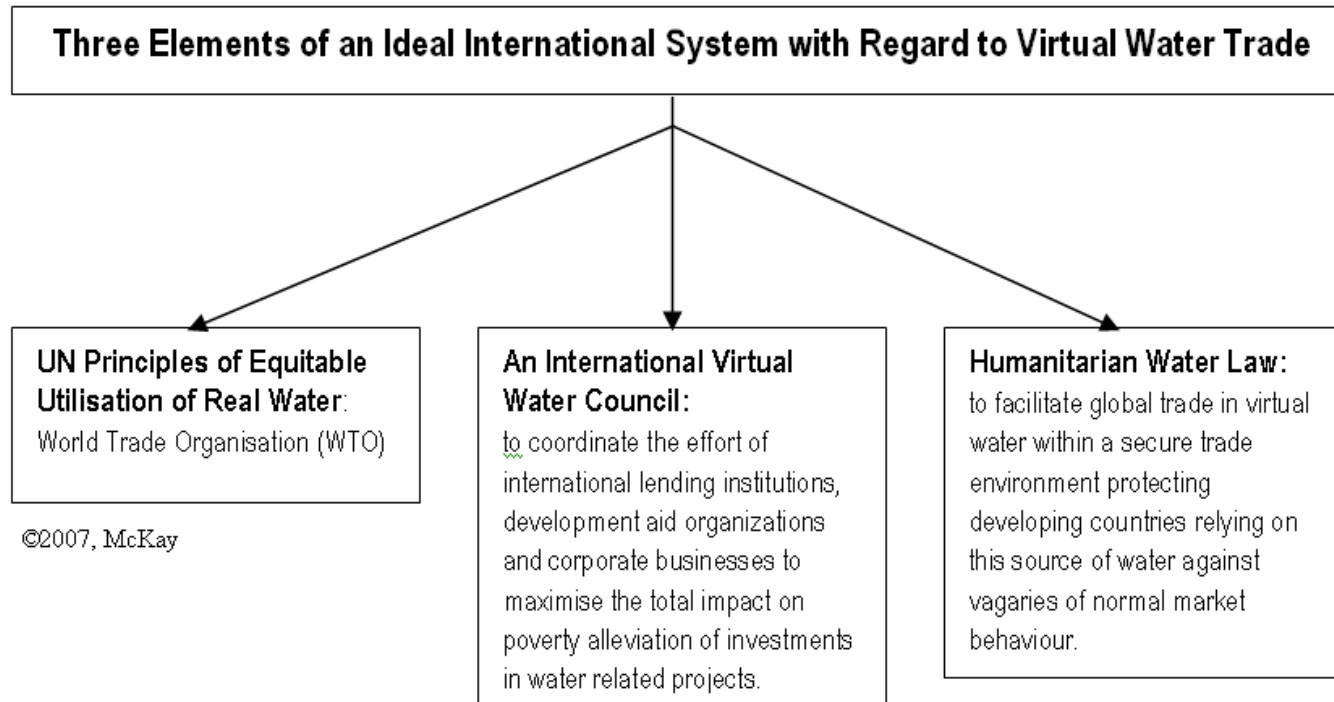 Three Elements of an Ideal International System with Regard to Virtual Water Trade
UN Principles of Equitable
Utilisation of Real Water:
World Trade Organisation (WTO)
©2007, McKay
An International Virtual
Water Council:
to coordinate the effort of
international lending institutions,
development aid organizations
and corporate businesses to
maximise the total impact on
poverty alleviation of investments
in water related projects.
Humanitarian Water Law:
to facilitate global trade in virtual
water within a secure trade
environment protecting
developing countries relying on
this source of water against
vagaries of normal market
behaviour.